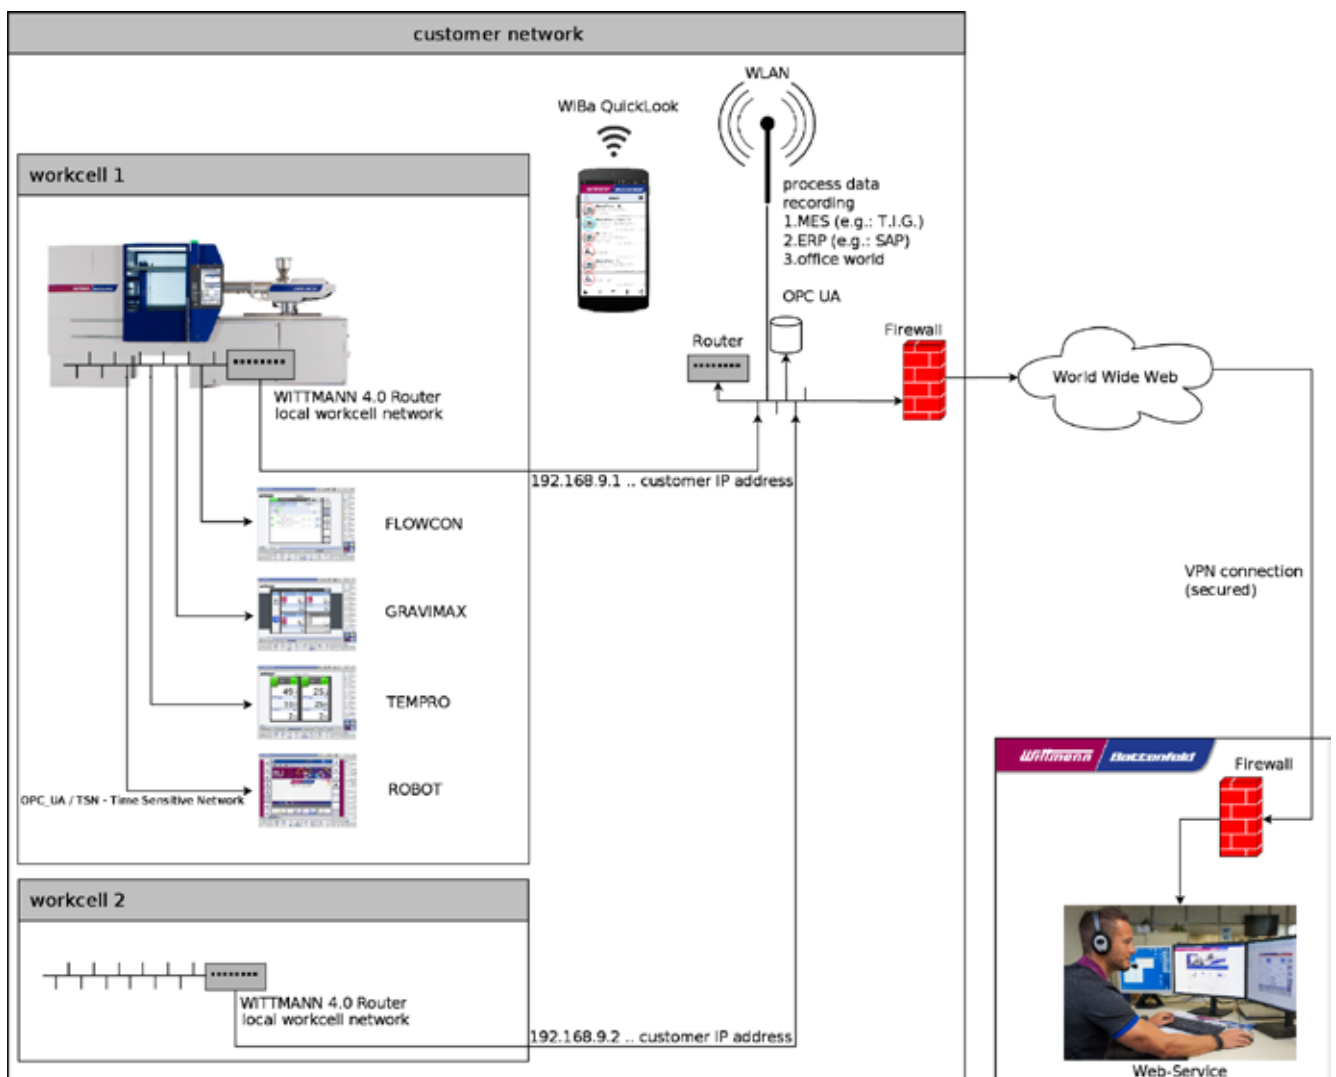 customer network
WLAN
WiBa QuickLook
workcell 1
process data
recording
1.MES (e.g.: T.I.G.)
2.ERP (e.g.: SAP)
3.office world
OPC UA
Router
Firewall
World Wide Web
WITTMANN 4.0 Router
local workcell network
192.168.9.1 .. customer IP address
FLOWCON
GRAVIMAX
TEMPRO
ROBOT
OPC_UA / TSN - Time Sensitive Network
VPN connection
(secured)
Wittmann Battenfeld
Firewall
workcell 2
WITTMANN 4.0 Router
local workcell network
192.168.9.2 .. customer IP address
Web-Service